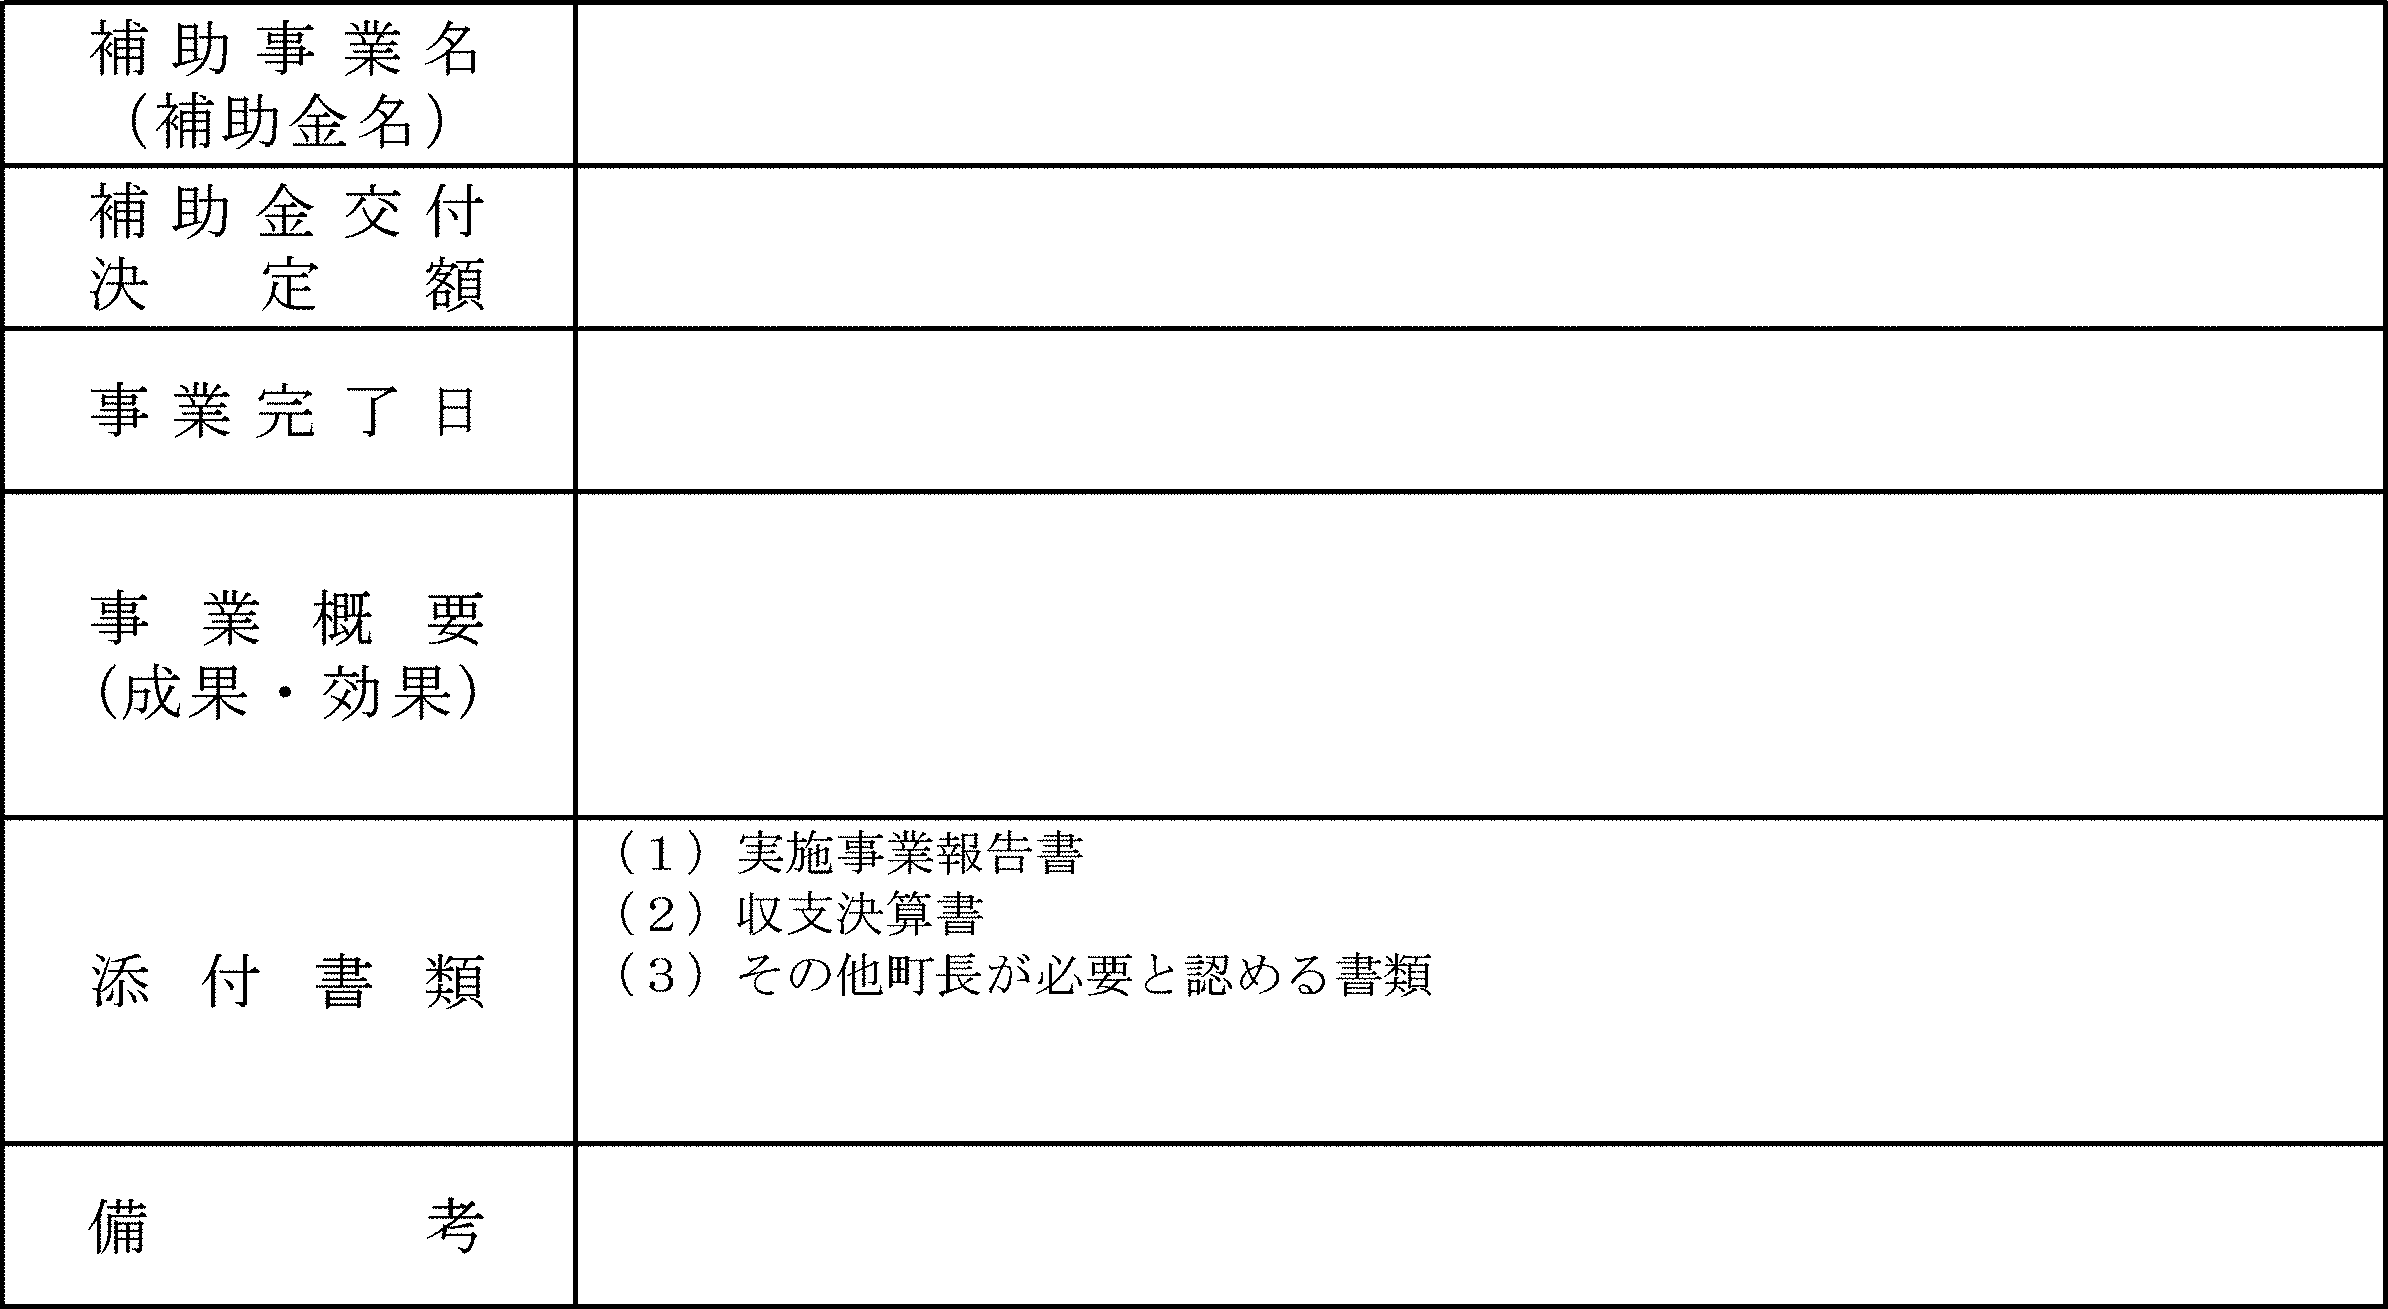 補助事業名
（補助金名）
補助金交付
決定額
事業完了日
事業概要
（成果・効果）
（１）実施事業報告書
（２）収支決算書
（３）その他町長が必要と認める書類
添付書類
備考